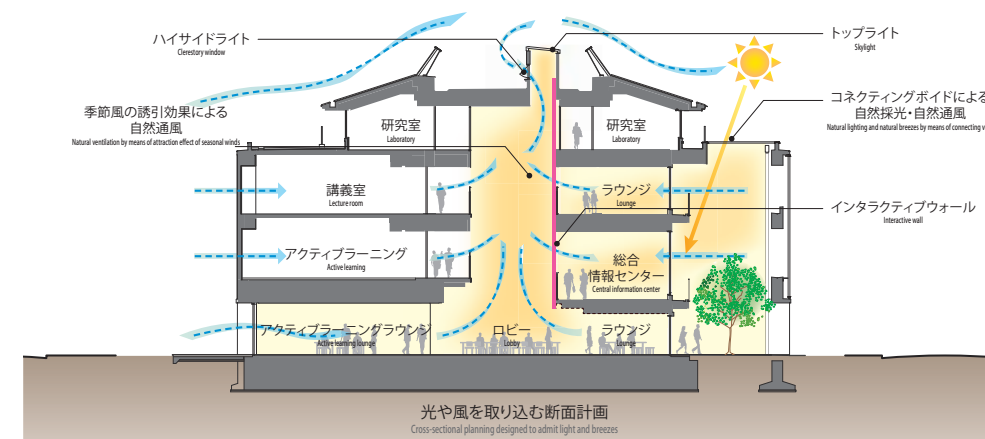 ハイサイドライト
Clerestory window
トップライト
Skylight
季節風の誘引効果による
自然通風
Natural ventilation by means of attraction effect of seasonal winds
コネクティングボイドによる
自然採光・自然通風
Natural lighting and natural breezes by means of connecting v
研究室
Laboratory
研究室
Laboratory
講義室
Lecture room
ラウンジ
Lounge
インタラクティブウォール
Interactive wall
アクティブラーニング
Active learning
総合
情報センター
Central information center
アクティブラーニングラウンジ
Active learning lounge
ロビー
Lobby
ラウンジ
Lounge
光や風を取り込む断面計画
Cross-sectional planning designed to admit light and breezes